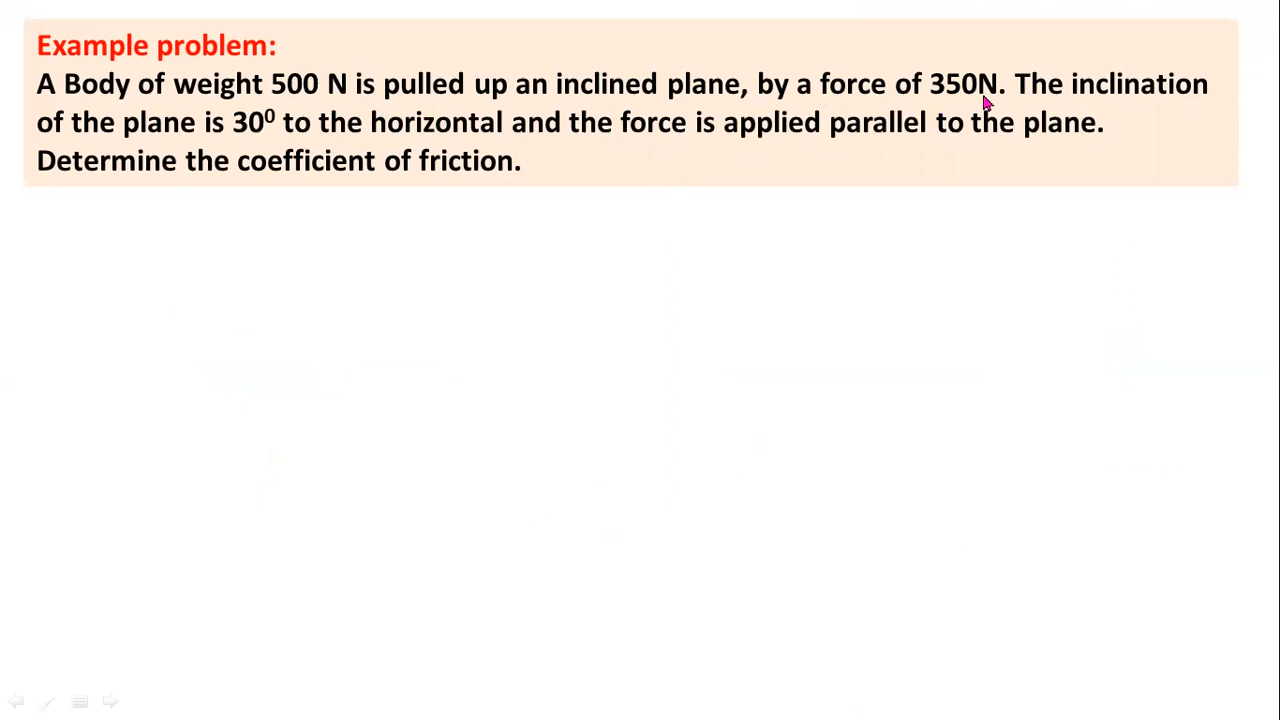 Example problem:
A Body of weight 500 N is pulled up an inclined plane, by a force of 350N. The inclination
of the plane is 30⁰ to the horizontal and the force is applied parallel to the plane.
Determine the coefficient of friction.